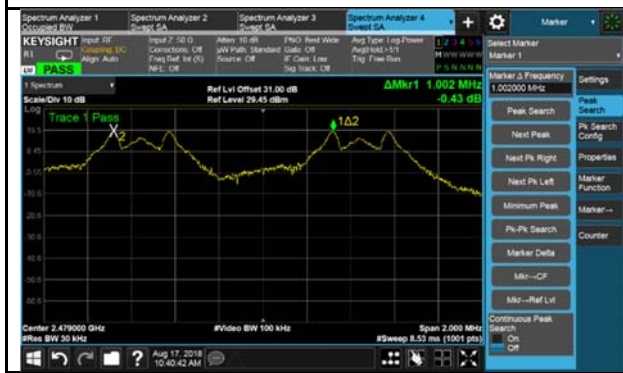 Spectrum Analyzer 1
Occupied BW
Spectrum Analyzer 2
Swept SA
Spectrum Analyzer 3
Swept SA
Spectrum Analyzer 4
Swept SA
+
Marker
KEYSIGHT
R L
PASS
Input: RF
Coupling: DC
Align: Auto
Input Z: 50 Ω
Corrections: Off
Freq Ref: Int (S)
NFE: Off
Atten: 10 dB
µW Path: Standard
Source: Off
PNO: Best Wide
Gate: Off
IF Gain: Low
Sig Track: Off
Avg Type: Log-Power
Avg|Hold:>1/1
Trig: Free Run
1 Spectrum
Scale/Div 10 dB
Ref Lvl Offset 31.00 dB
Ref Level 29.45 dBm
ΔMkr1 1.002 MHz
-0.43 dB
Log
Trace 1 Pass
X2
1Δ2
Center 2.479000 GHz
#Res BW 30 kHz
#Video BW 100 kHz
Span 2.000 MHz
#Sweep 8.53 ms (1001 pts)
Aug 17, 2018
10:40:42 AM
Select Marker
Marker 1
Marker Δ Frequency
1.002000 MHz
Peak Search
Next Peak
Next Pk Right
Next Pk Left
Minimum Peak
Pk-Pk Search
Marker Delta
Mkr→CF
Mkr→Ref Lvl
Continuous Peak
Search
On
Off
Settings
Peak
Search
Pk Search
Config
Properties
Marker
Function
Marker→
Counter